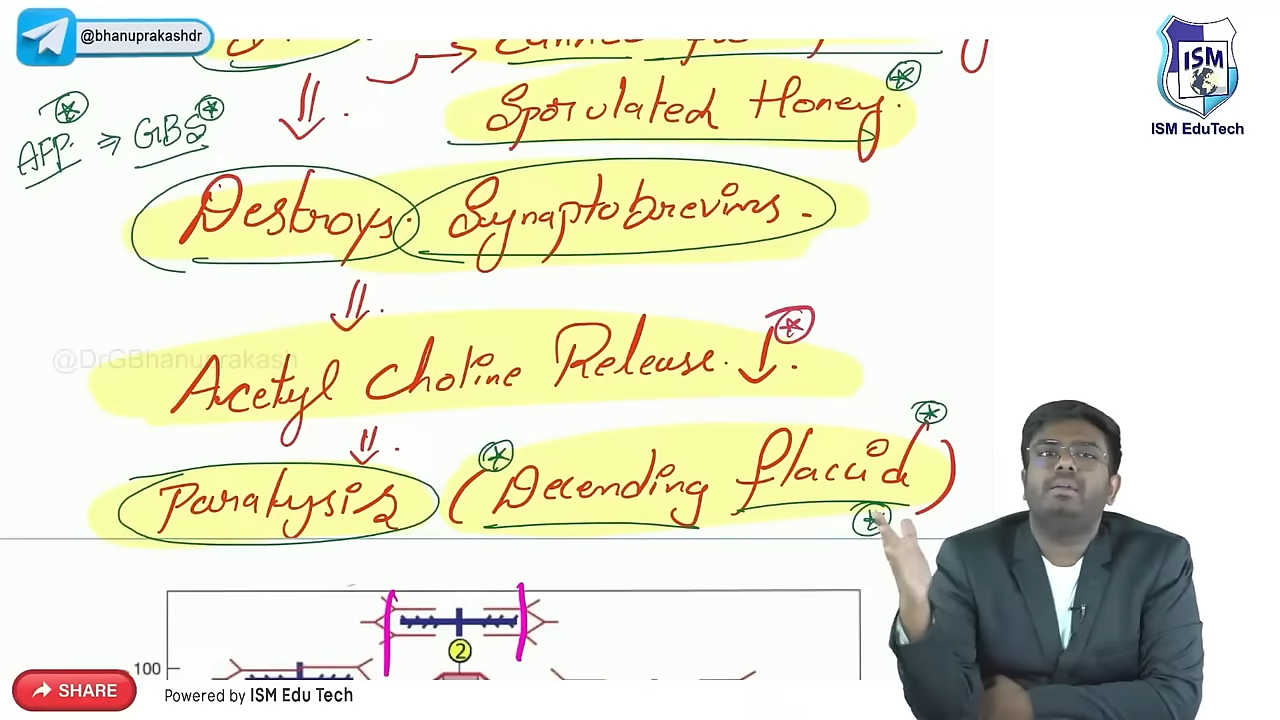 @bhanuprakashdr
ISM
ISM EduTech
Sporulated Honey.
AFP. ⇒ GBS
Destroys. Synaptobrevins.
@DrGBhanuprakash
Acetyl Choline Release. ↓.
Paralysis (Decending flaccid)
2
100
SHARE
Powered by ISM Edu Tech